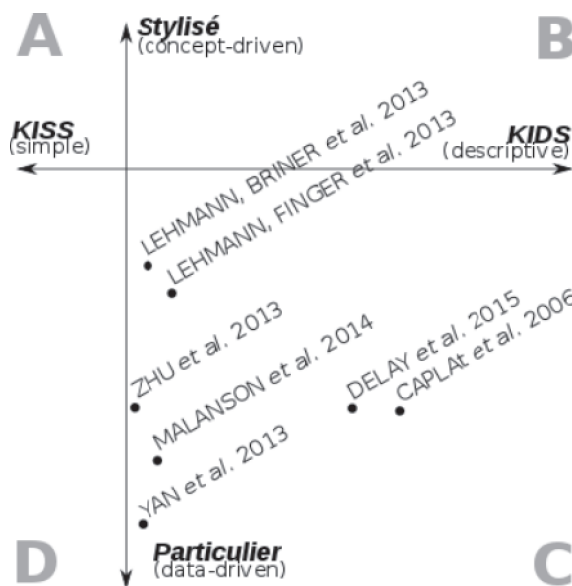 A
Stylisé
(concept-driven)
B
KISS
(simple)
KIDS
(descriptive)
LEHMANN, BRINER et al. 2013
LEHMANN, FINGER et al. 2013
ZHU et al. 2013
MALANSON et al. 2014
DELAY et al. 2015
CAPLAt et al. 2006
YAN et al. 2013
D
Particulier
(data-driven)
C